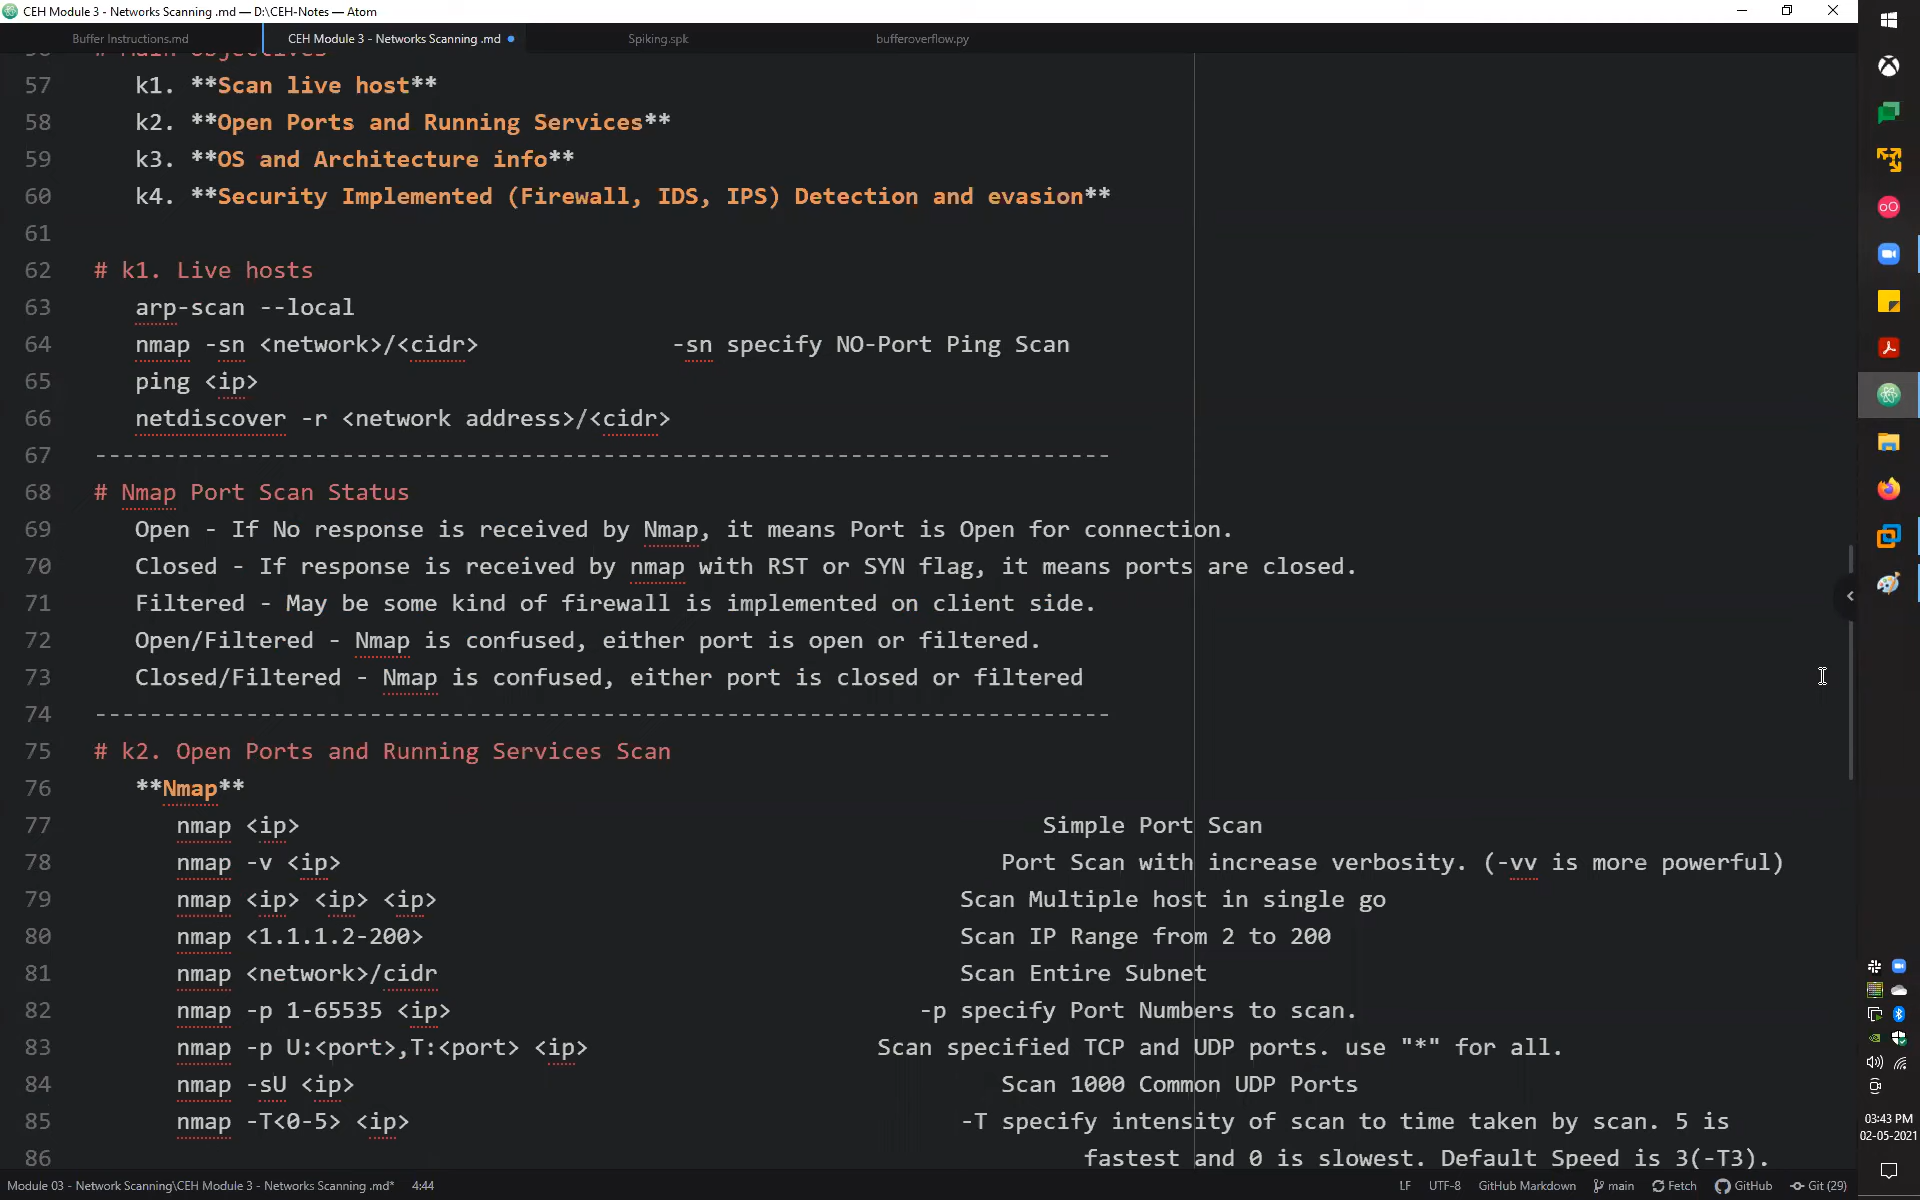 CEH Module 3 - Networks Scanning .md — D:\CEH-Notes — Atom
Buffer Instructions.md
CEH Module 3 - Networks Scanning .md
Spiking.spk
bufferoverflow.py
# Main Objectives
57 k1. **Scan live host**
58 k2. **Open Ports and Running Services**
59 k3. **OS and Architecture info**
60 k4. **Security Implemented (Firewall, IDS, IPS) Detection and evasion**
61
62 # k1. Live hosts
63 arp-scan --local
64 nmap -sn <network>/<cidr> -sn specify NO-Port Ping Scan
65 ping <ip>
66 netdiscover -r <network address>/<cidr>
67 --------------------------------------------------------------------------
68 # Nmap Port Scan Status
69 Open - If No response is received by Nmap, it means Port is Open for connection.
70 Closed - If response is received by nmap with RST or SYN flag, it means ports are closed.
71 Filtered - May be some kind of firewall is implemented on client side.
72 Open/Filtered - Nmap is confused, either port is open or filtered.
73 Closed/Filtered - Nmap is confused, either port is closed or filtered
74 --------------------------------------------------------------------------
75 # k2. Open Ports and Running Services Scan
76 **Nmap**
77 nmap <ip> Simple Port Scan
78 nmap -v <ip> Port Scan with increase verbosity. (-vv is more powerful)
79 nmap <ip> <ip> <ip> Scan Multiple host in single go
80 nmap <1.1.1.2-200> Scan IP Range from 2 to 200
81 nmap <network>/cidr Scan Entire Subnet
82 nmap -p 1-65535 <ip> -p specify Port Numbers to scan.
83 nmap -p U:<port>,T:<port> <ip> Scan specified TCP and UDP ports. use "*" for all.
84 nmap -sU <ip> Scan 1000 Common UDP Ports
85 nmap -T<0-5> <ip> -T specify intensity of scan to time taken by scan. 5 is
86 fastest and 0 is slowest. Default Speed is 3(-T3).
03:43 PM
02-05-2021
Module 03 - Network Scanning\CEH Module 3 - Networks Scanning .md* 4:44 LF UTF-8 GitHub Markdown main Fetch GitHub Git (29)